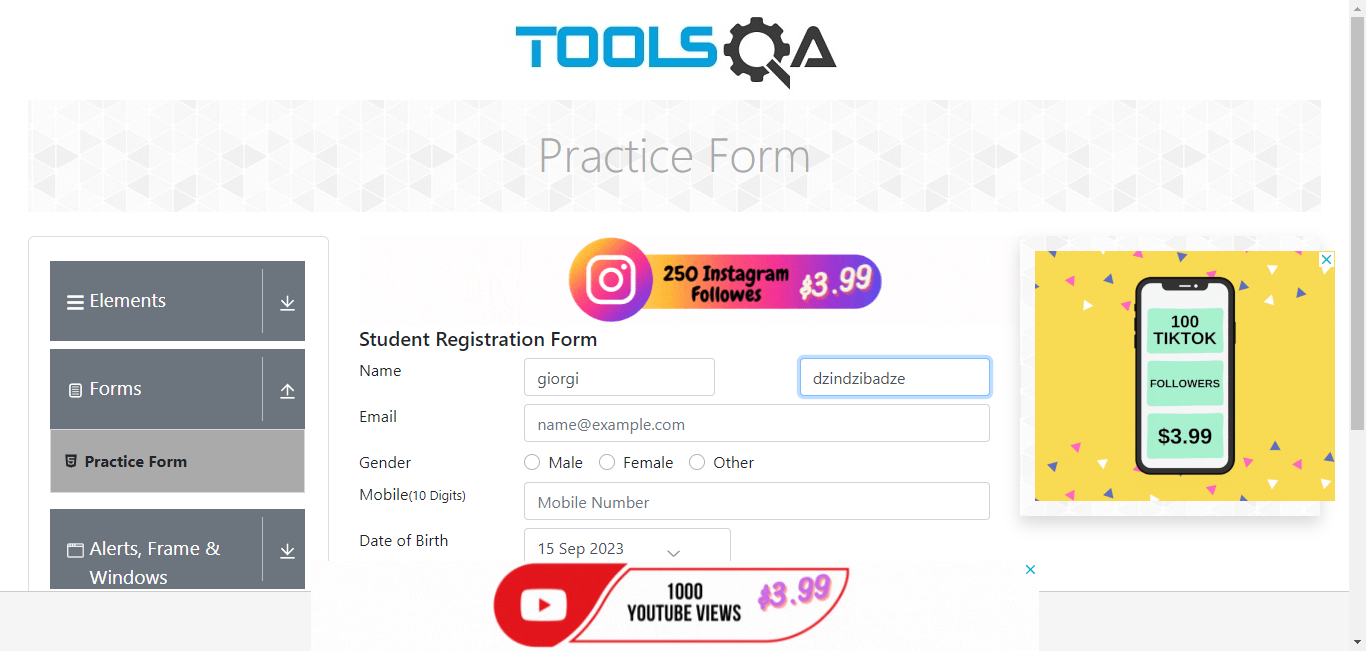 TOOLSQA
Practice Form
Elements
Forms
Practice Form
Alerts, Frame &
Windows
250 Instagram
Followes
$3.99
Student Registration Form
Name
giorgi
dzindzibadze
Email
name@example.com
Gender
Male
Female
Other
Mobile(10 Digits)
Mobile Number
Date of Birth
15 Sep 2023
100
TIKTOK
FOLLOWERS
$3.99
1000
YOUTUBE VIEWS
$3.99